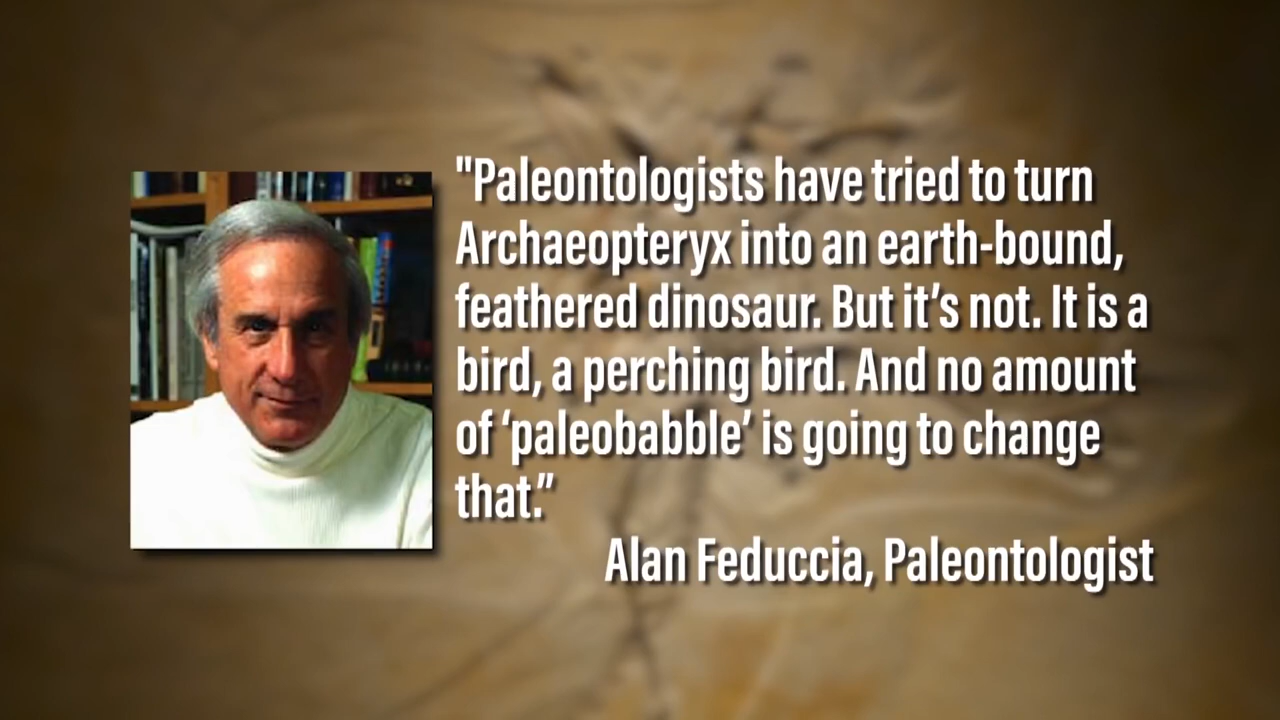 "Paleontologists have tried to turn
Archaeopteryx into an earth-bound,
feathered dinosaur. But it’s not. It is a
bird, a perching bird. And no amount
of ‘paleobabble’ is going to change
that.”
Alan Feduccia, Paleontologist